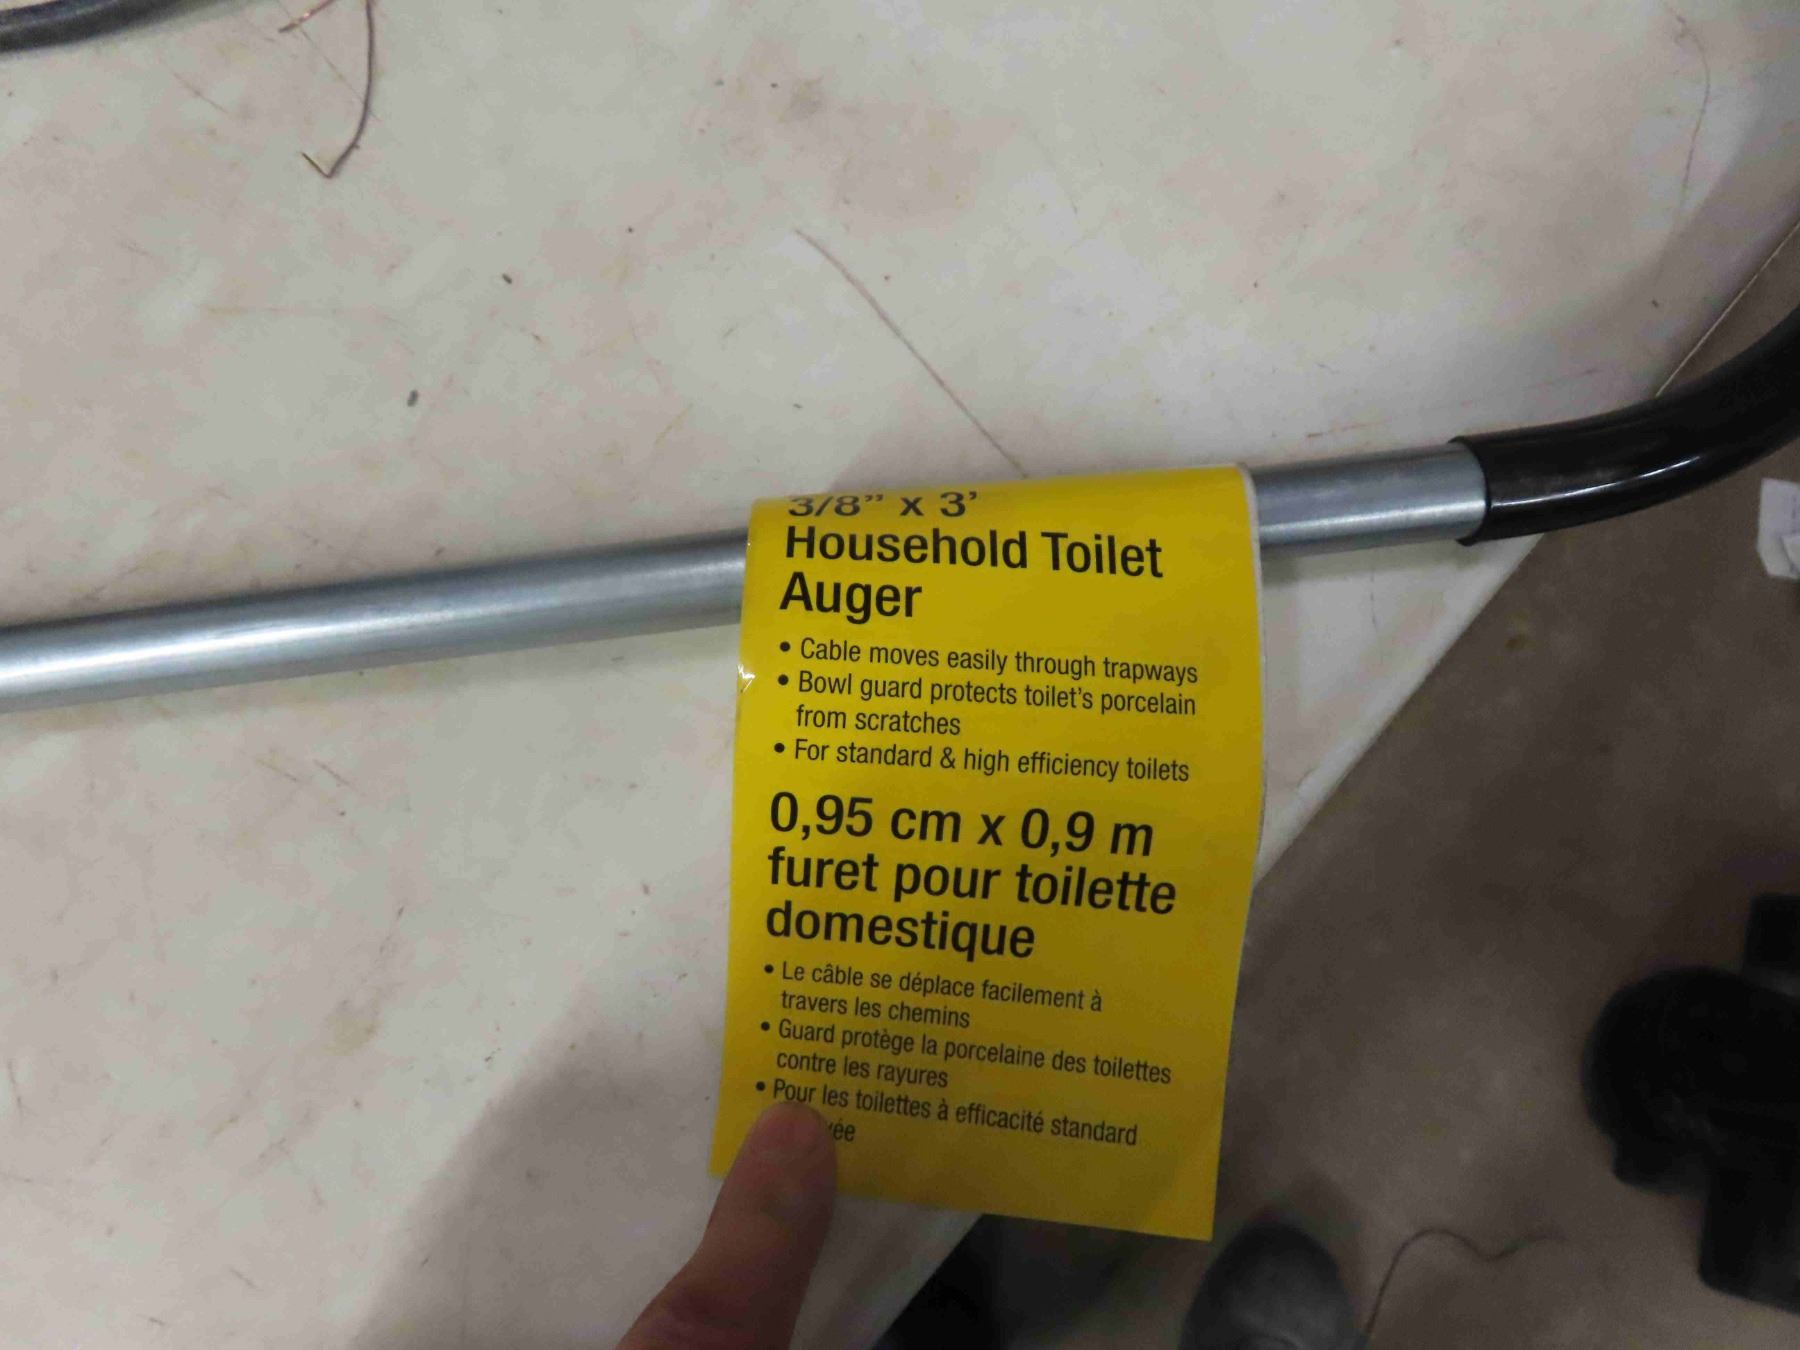 3/8” x 3’
Household Toilet
Auger
• Cable moves easily through trapways
• Bowl guard protects toilet’s porcelain
from scratches
• For standard & high efficiency toilets
0,95 cm x 0,9 m
furet pour toilette
domestique
• Le câble se déplace facilement à
travers les chemins
• Guard protège la porcelaine des toilettes
contre les rayures
• Pour les toilettes à efficacité standard